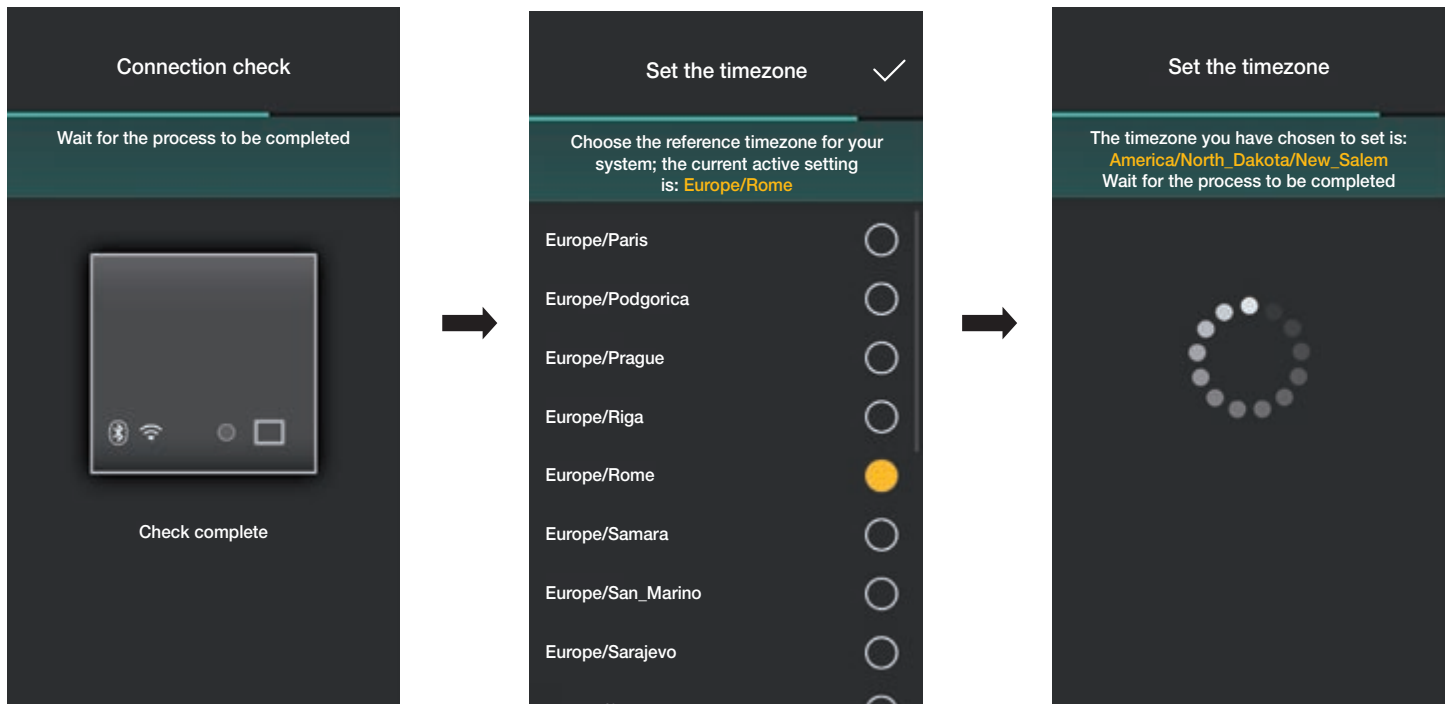 Connection check
Wait for the process to be completed
Check complete
Set the timezone
Choose the reference timezone for your
system; the current active setting
is: Europe/Rome
Europe/Paris
Europe/Podgorica
Europe/Prague
Europe/Riga
Europe/Rome
Europe/Samara
Europe/San_Marino
Europe/Sarajevo
Set the timezone
The timezone you have chosen to set is:
America/North_Dakota/New_Salem
Wait for the process to be completed